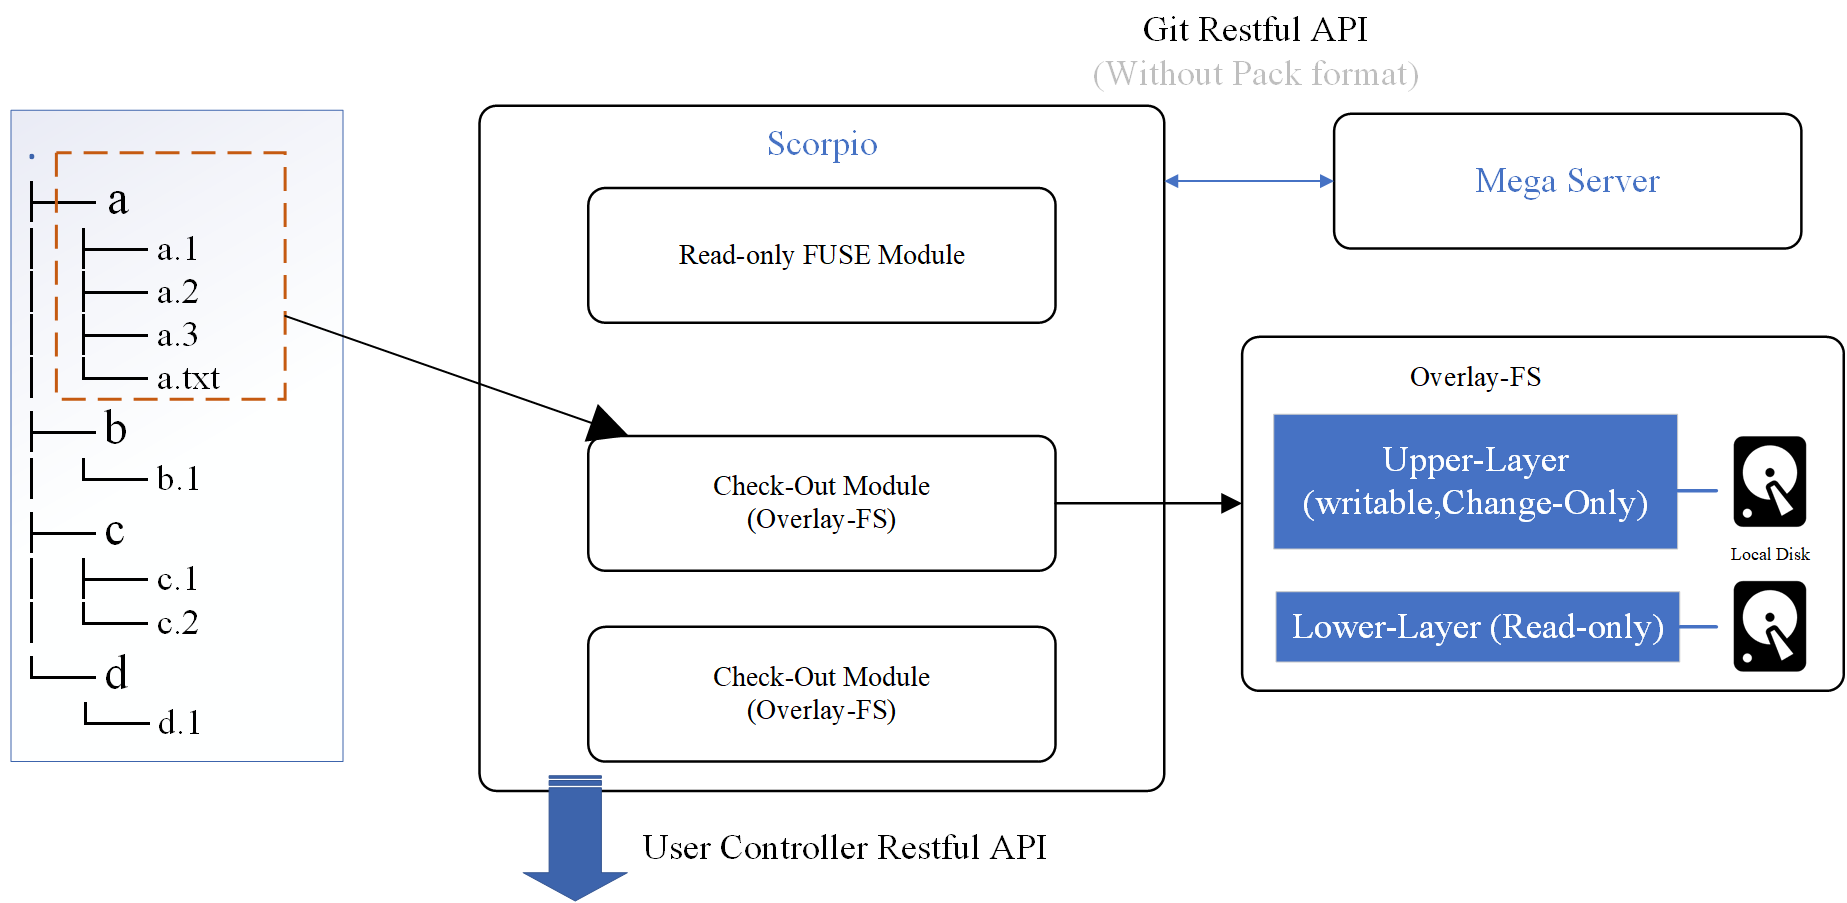 Git Restful API
(Without Pack format)
.
a
a.1
a.2
a.3
a.txt
b
b.1
c
c.1
c.2
d
d.1
Scorpio
Read-only FUSE Module
Check-Out Module
(Overlay-FS)
Check-Out Module
(Overlay-FS)
User Controller Restful API
Mega Server
Overlay-FS
Upper-Layer
(writable,Change-Only)
Local Disk
Lower-Layer (Read-only)